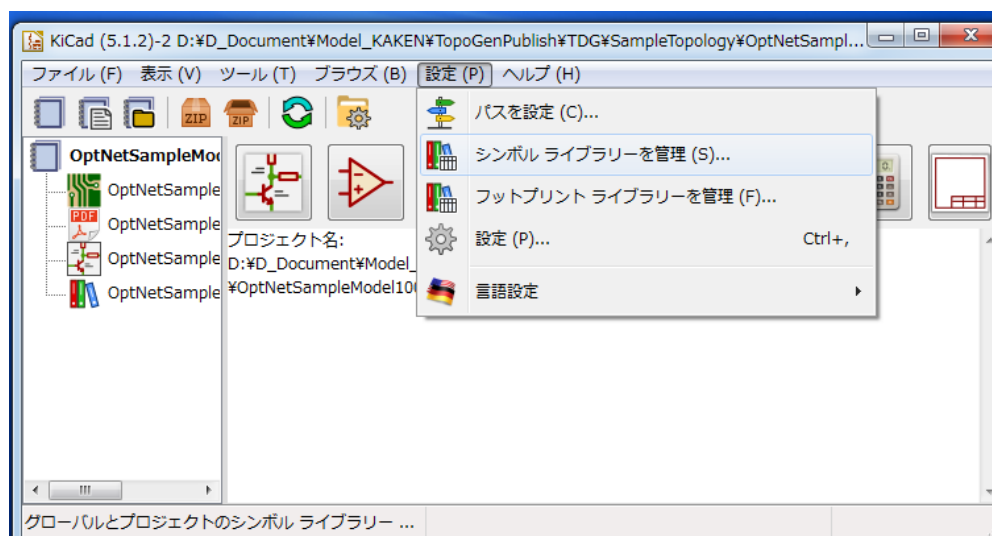 KiCad (5.1.2)-2 D:¥D_Document¥Model_KAKEN¥TopoGenPublish¥TDG¥SampleTopology¥OptNetSampl...
ファイル (F) 表示 (V) ツール (T) ブラウズ (B) 設定 (P) ヘルプ (H)
ZIP ZIP
パスを設定 (C)...
シンボル ライブラリーを管理 (S)...
フットプリント ライブラリーを管理 (F)...
設定 (P)... Ctrl+,
言語設定
OptNetSampleMo
OptNetSample
PDF
OptNetSample
OptNetSample
OptNetSample
プロジェクト名:
D:¥D_Document¥Model_
¥OptNetSampleModel10
グローバルとプロジェクトのシンボル ライブラリー ...